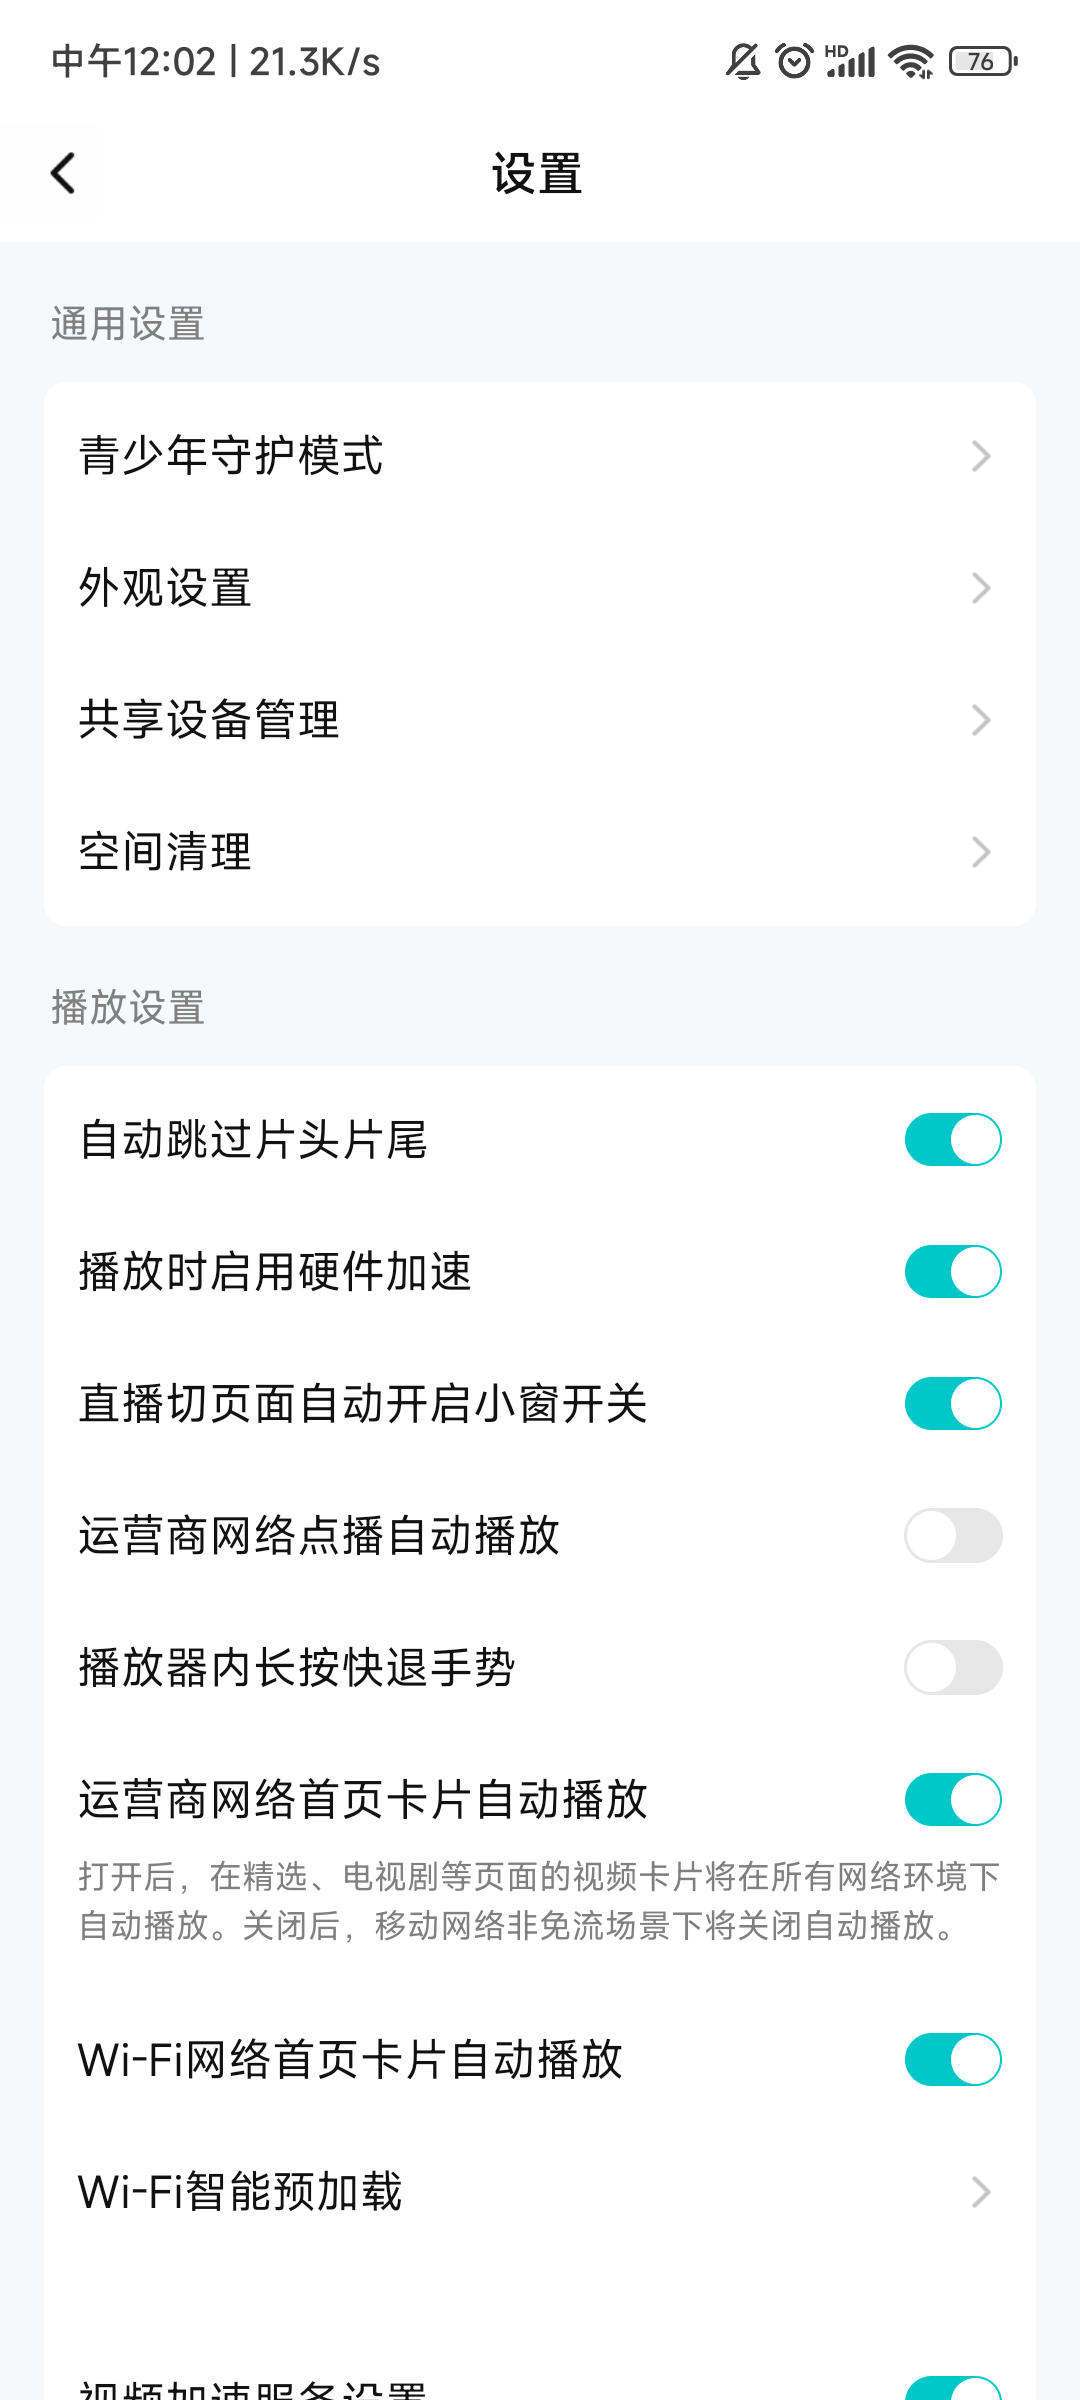 中午12:02 | 21.3K/s
HD
76
设置
通用设置
青少年守护模式
外观设置
共享设备管理
空间清理
播放设置
自动跳过片头片尾
播放时启用硬件加速
直播切页面自动开启小窗开关
运营商网络点播自动播放
播放器内长按快退手势
运营商网络首页卡片自动播放
打开后，在精选、电视剧等页面的视频卡片将在所有网络环境下
自动播放。关闭后，移动网络非免流场景下将关闭自动播放。
Wi-Fi网络首页卡片自动播放
Wi-Fi智能预加载
视频加速服务设置